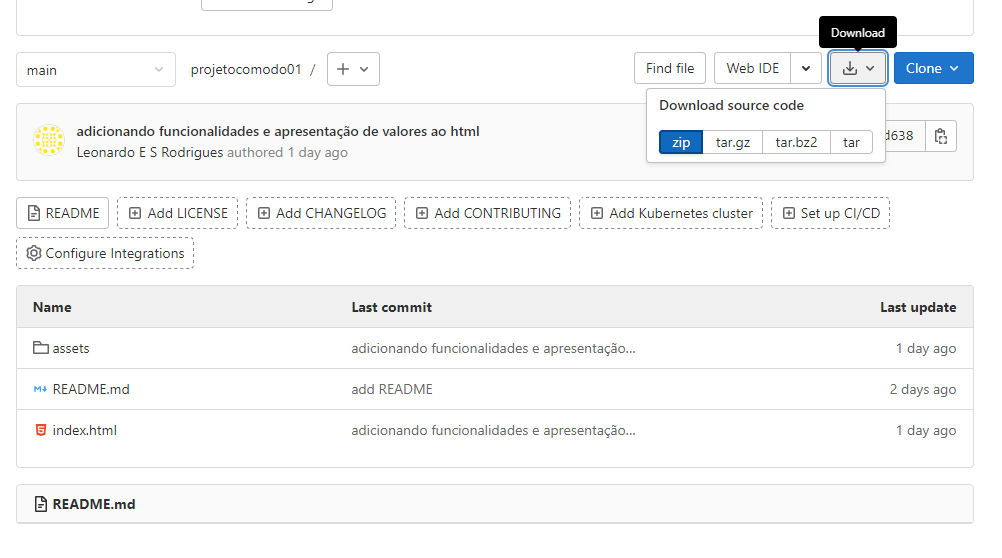 Download
main
projetocomodo01 /
Find file
Web IDE
Clone
Download source code
zip
tar.gz
tar.bz2
tar
adicionando funcionalidades e apresentação de valores ao html
Leonardo E S Rodrigues authored 1 day ago
d638
README
Add LICENSE
Add CHANGELOG
Add CONTRIBUTING
Add Kubernetes cluster
Set up CI/CD
Configure Integrations
Name Last commit Last update
assets adicionando funcionalidades e apresentação... 1 day ago
README.md add README 2 days ago
index.html adicionando funcionalidades e apresentação... 1 day ago
README.md